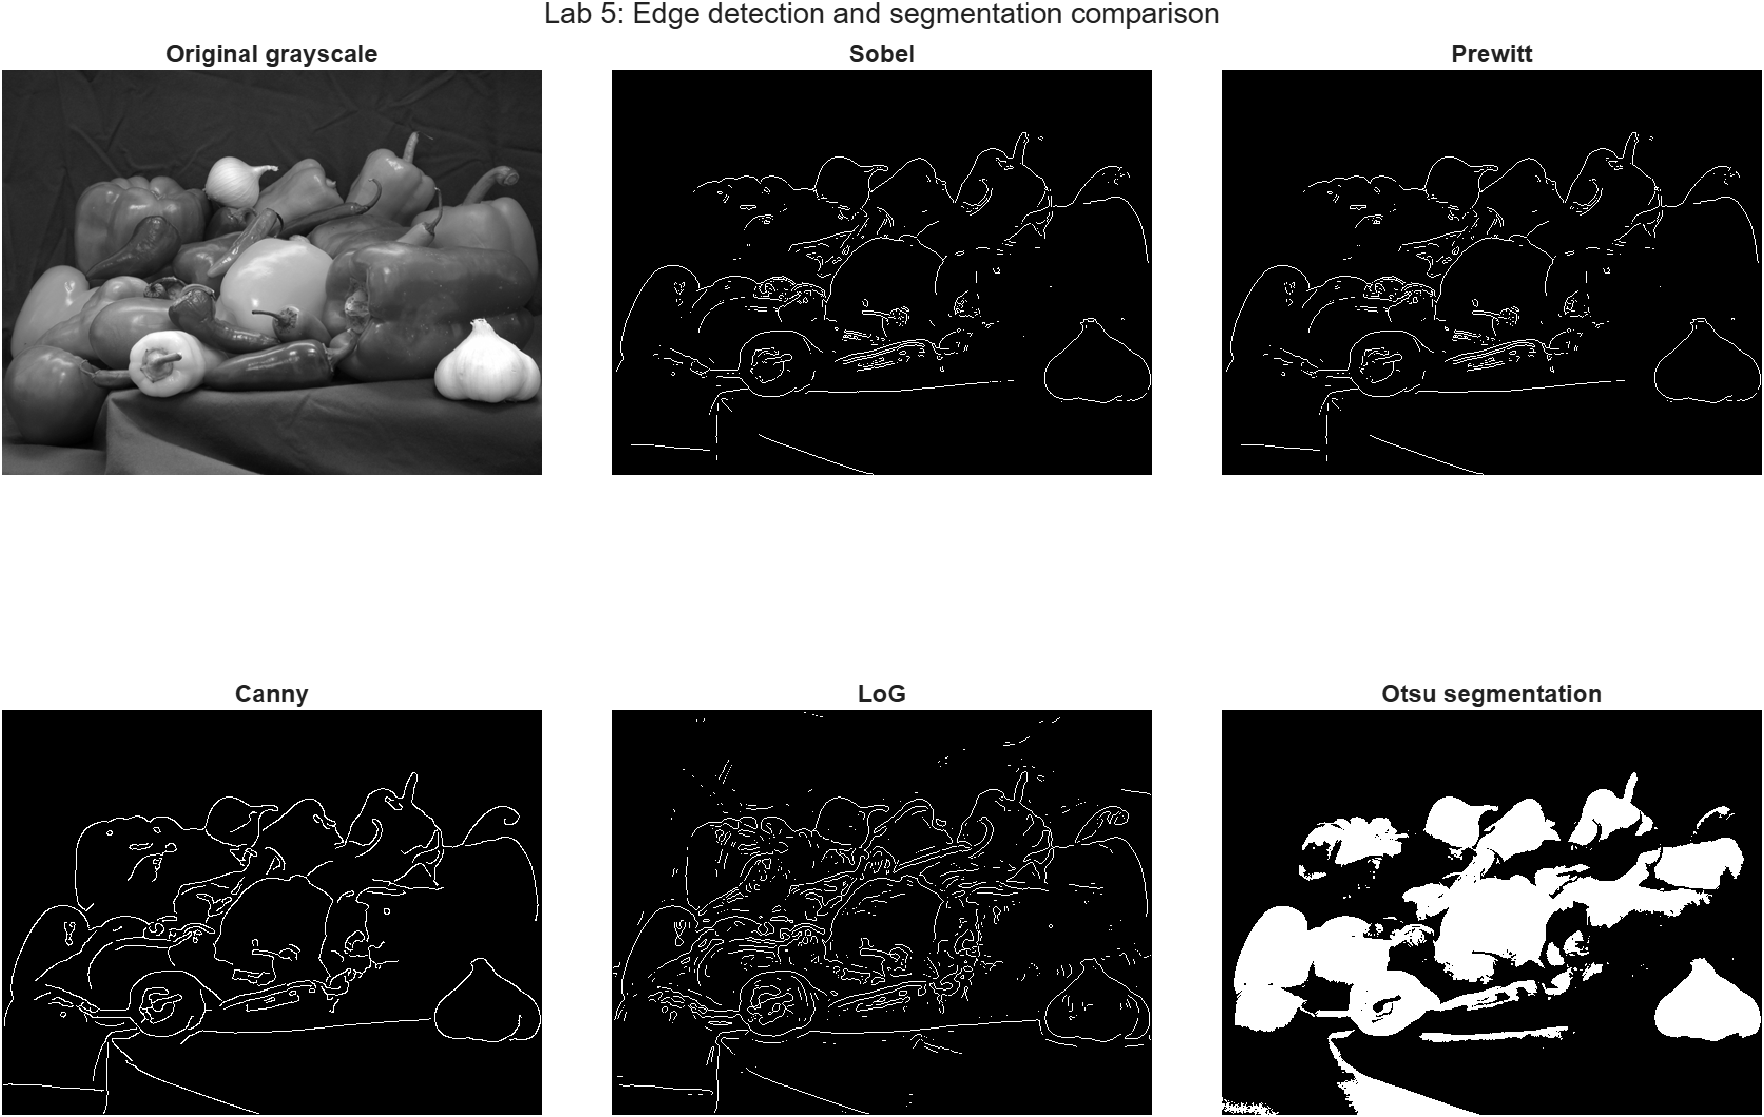 Lab 5: Edge detection and segmentation comparison
Original grayscale
Sobel
Prewitt
Canny
LoG
Otsu segmentation